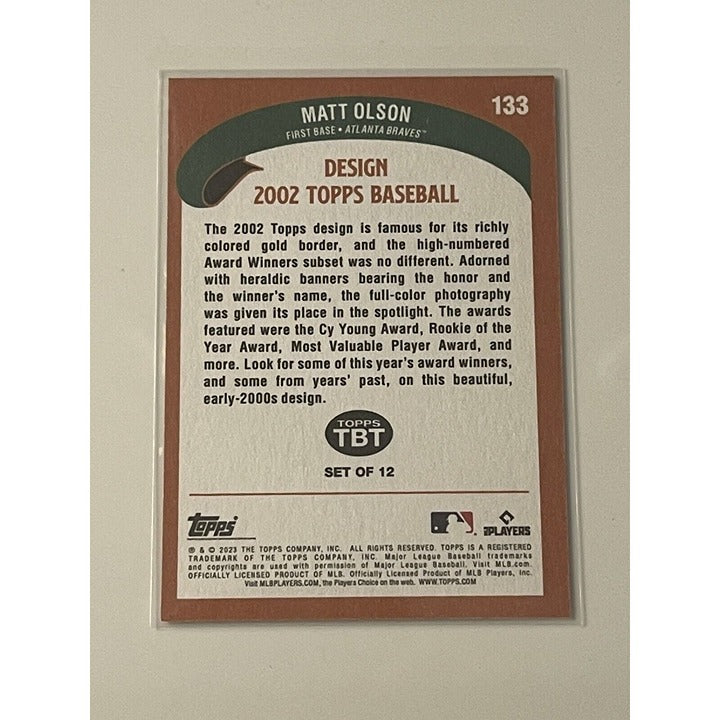 133
MATT OLSON
FIRST BASE • ATLANTA BRAVES™
DESIGN
2002 TOPPS BASEBALL
The 2002 Topps design is famous for its richly
colored gold border, and the high-numbered
Award Winners subset was no different. Adorned
with heraldic banners bearing the honor and
the winner's name, the full-color photography
was given its place in the spotlight. The awards
featured were the Cy Young Award, Rookie of the
Year Award, Most Valuable Player Award, and
more. Look for some of this year's award winners,
and some from years' past, on this beautiful,
early-2000s design.
TOPPS
TBT
SET OF 12
topps
PLAYERS
® & © 2023 THE TOPPS COMPANY, INC. ALL RIGHTS RESERVED. TOPPS IS A REGISTERED
TRADEMARK OF THE TOPPS COMPANY, INC. Major League Baseball trademarks
and copyrights are used with permission of Major League Baseball. Visit MLB.com.
OFFICIALLY LICENSED PRODUCT OF MLB. Officially Licensed Product of MLB Players, Inc.
Visit MLBPLAYERS.COM, the Players Choice on the web. WWW.TOPPS.COM